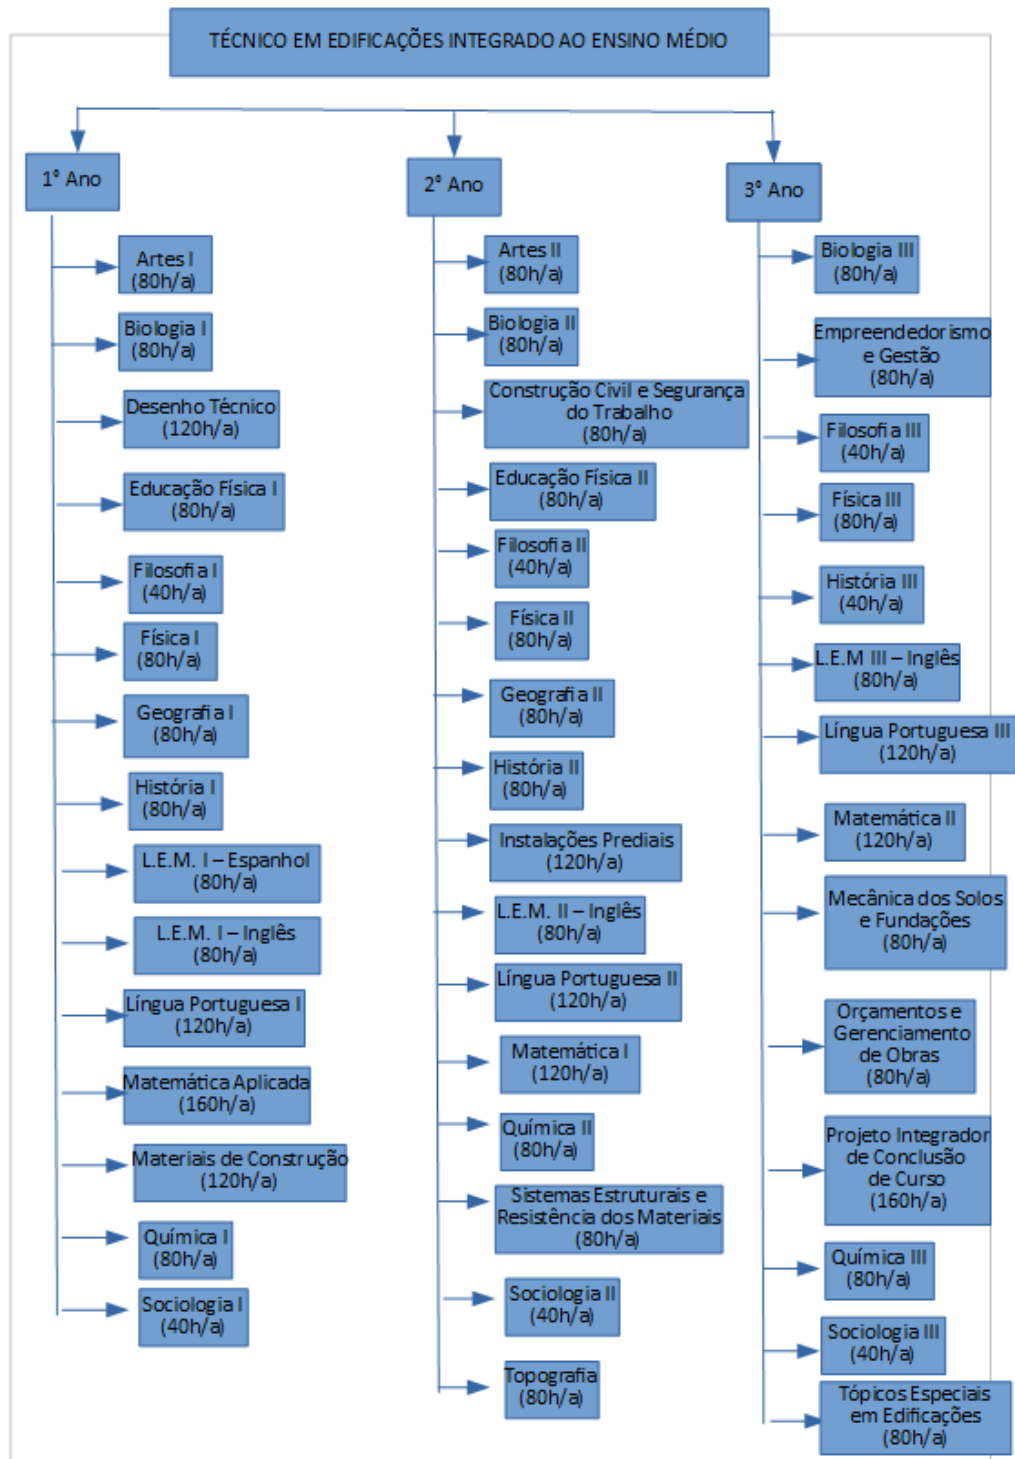 TÉCNICO EM EDIFICAÇÕES INTEGRADO AO ENSINO MÉDIO
1° Ano
Artes I
(80h/a)
Biologia I
(80h/a)
Desenho Técnico
(120h/a)
Educação Física I
(80h/a)
Filosofia I
(40h/a)
Física I
(80h/a)
Geografia I
(80h/a)
História I
(80h/a)
L.E.M. I – Espanhol
(80h/a)
L.E.M. I – Inglês
(80h/a)
Língua Portuguesa I
(120h/a)
Matemática Aplicada
(160h/a)
Materiais de Construção
(120h/a)
Química I
(80h/a)
Sociologia I
(40h/a)
2° Ano
Artes II
(80h/a)
Biologia II
(80h/a)
Construção Civil e Segurança
do Trabalho
(80h/a)
Educação Física II
(80h/a)
Filosofia II
(40h/a)
Física II
(80h/a)
Geografia II
(80h/a)
História II
(80h/a)
Instalações Prediais
(120h/a)
L.E.M. II – Inglês
(80h/a)
Língua Portuguesa II
(120h/a)
Matemática I
(120h/a)
Química II
(80h/a)
Sistemas Estruturais e
Resistência dos Materiais
(80h/a)
Sociologia II
(40h/a)
Topografia
(80h/a)
3° Ano
Biologia III
(80h/a)
Empreendedorismo
e Gestão
(80h/a)
Filosofia III
(40h/a)
Física III
(80h/a)
História III
(40h/a)
L.E.M III – Inglês
(80h/a)
Língua Portuguesa III
(120h/a)
Matemática II
(120h/a)
Mecânica dos Solos
e Fundações
(80h/a)
Orçamentos e
Gerenciamento
de Obras
(80h/a)
Projeto Integrador
de Conclusão
de Curso
(160h/a)
Química III
(80h/a)
Sociologia III
(40h/a)
Tópicos Especiais
em Edificações
(80h/a)